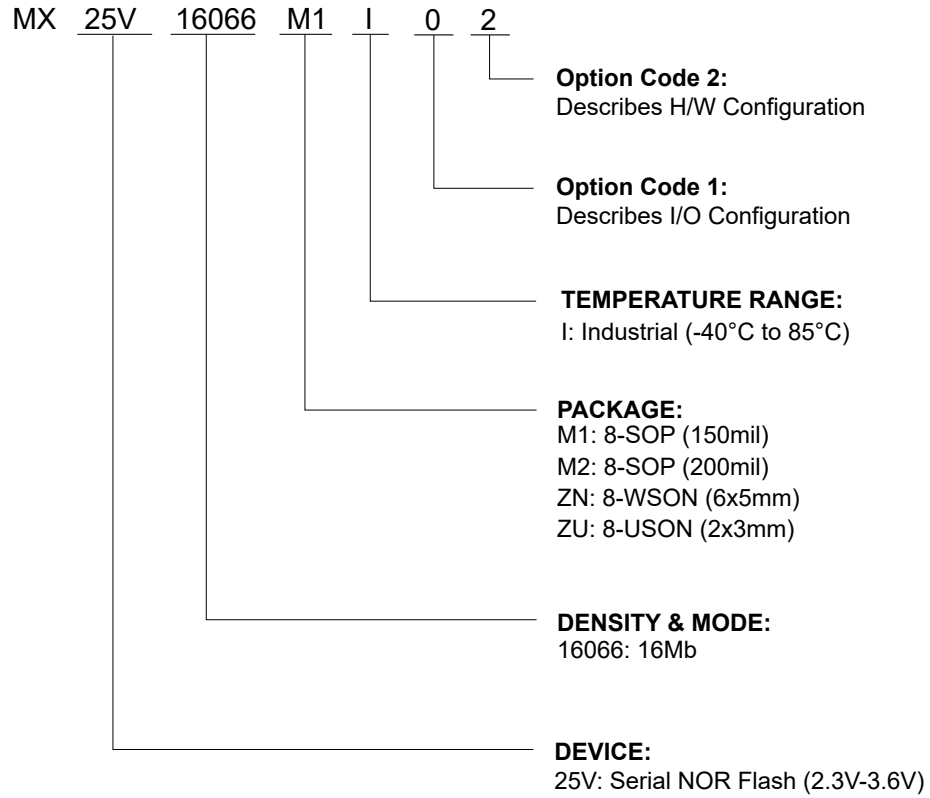 MX 25V 16066 M1 I 0 2
Option Code 2:
Describes H/W Configuration
Option Code 1:
Describes I/O Configuration
TEMPERATURE RANGE:
I: Industrial (-40°C to 85°C)
PACKAGE:
M1: 8-SOP (150mil)
M2: 8-SOP (200mil)
ZN: 8-WSON (6x5mm)
ZU: 8-USON (2x3mm)
DENSITY & MODE:
16066: 16Mb
DEVICE:
25V: Serial NOR Flash (2.3V-3.6V)